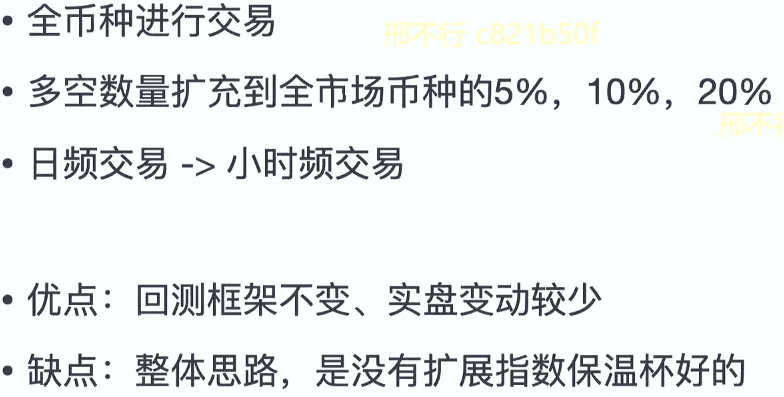 • 全币种进行交易
邢不行 c821b50f
• 多空数量扩充到全市场币种的5%，10%，20%
邢不
• 日频交易 -> 小时频交易
• 优点：回测框架不变、实盘变动较少
• 缺点：整体思路，是没有扩展指数保温杯好的